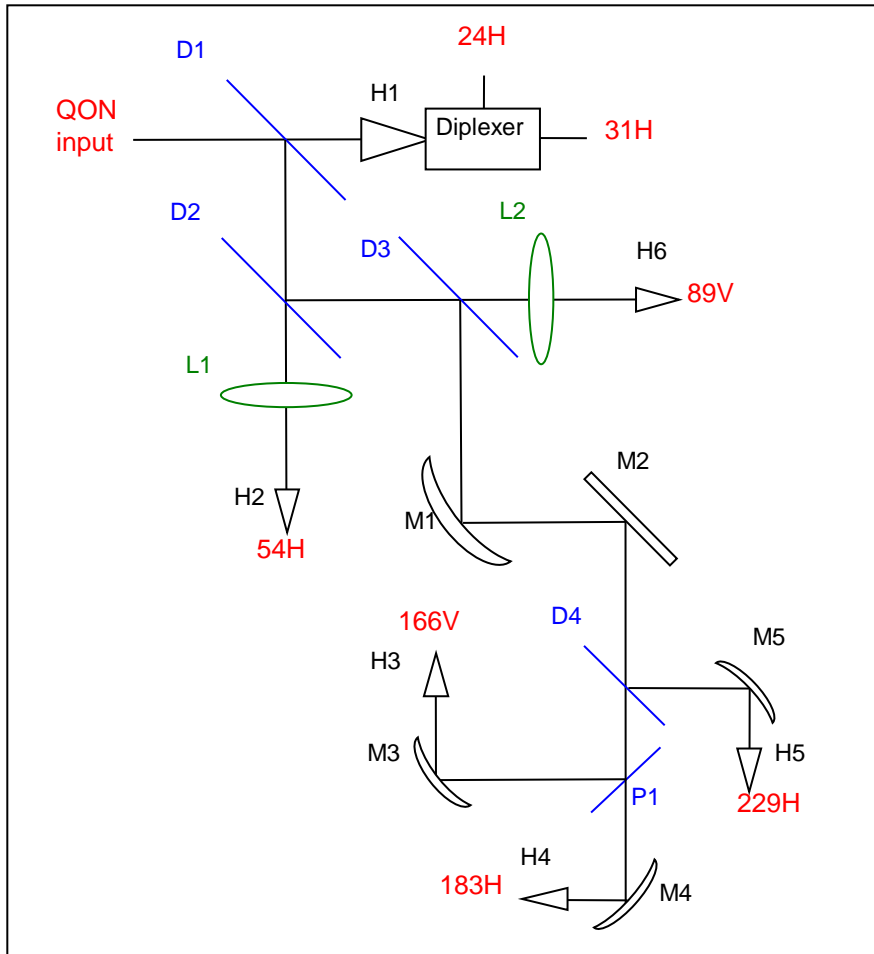 24H
D1
H1
QON
input
Diplexer
31H
D2
D3
L2
H6
89V
L1
H2
54H
M1
M2
166V
D4
H3
M5
M3
H5
P1
229H
H4
183H
M4